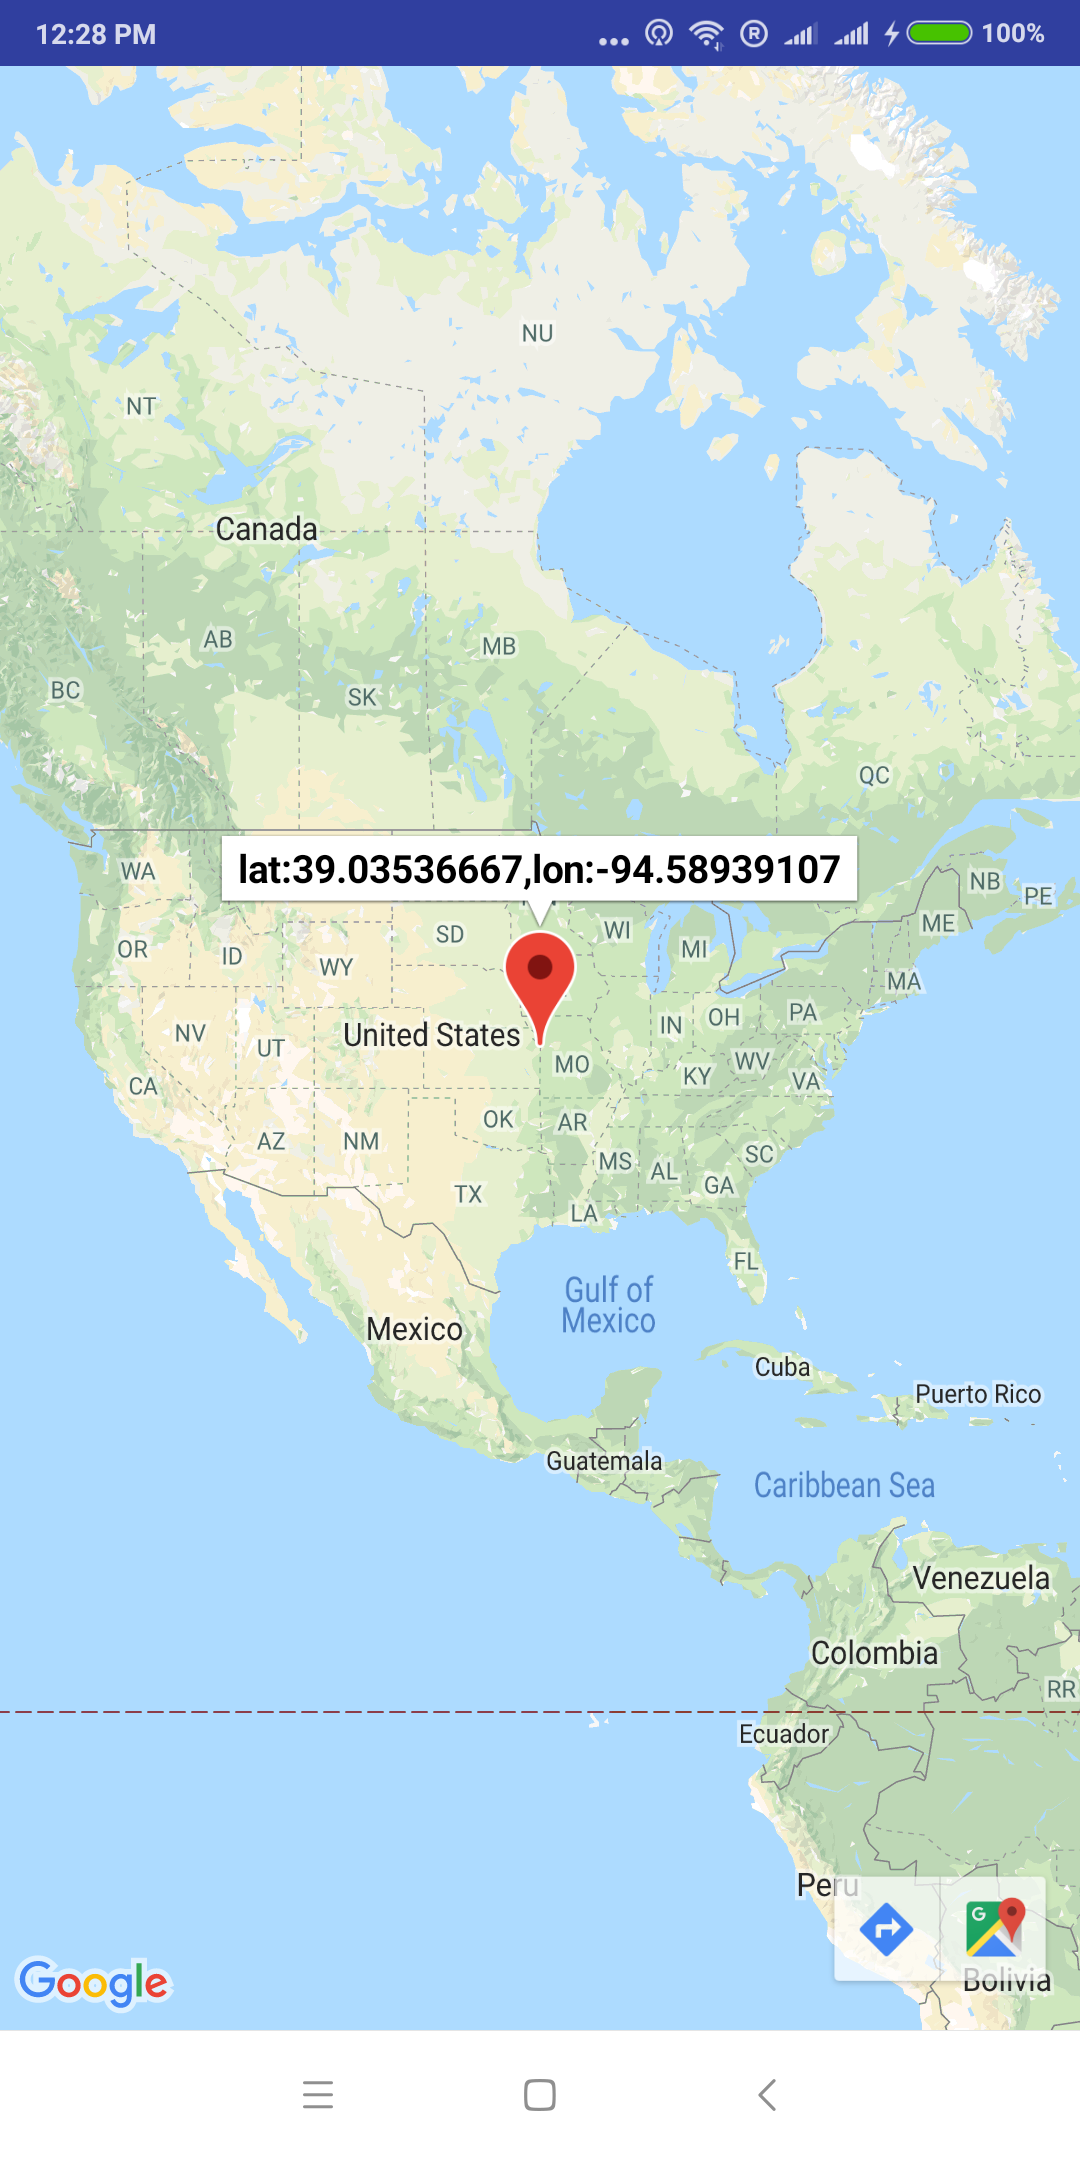 12:28 PM
... R 100%
NU
NT
Canada
AB
MB
BC
SK
QC
lat:39.03536667,lon:-94.58939107
WA
NB
PE
OR
ID
WY
SD
WI
MI
ME
MA
NV
UT
United States
IN
OH
PA
CA
MO
KY
WV
VA
AZ
NM
OK
AR
MS
AL
GA
SC
TX
LA
FL
Gulf of
Mexico
Mexico
Cuba
Puerto Rico
Guatemala
Caribbean Sea
Venezuela
Colombia
RR
Ecuador
Peru
G
Google
Bolivia